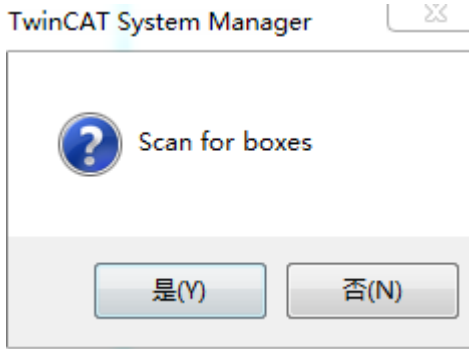 TwinCAT System Manager
Scan for boxes
是(Y) 否(N)